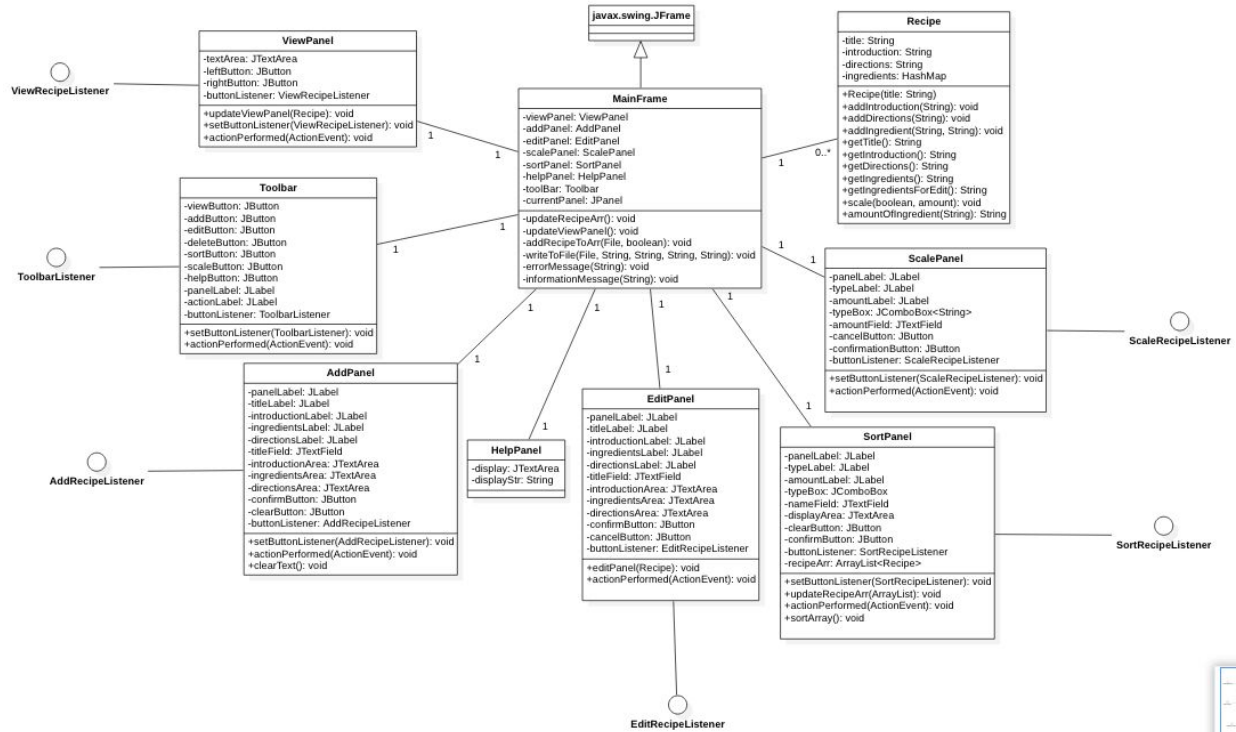 javax.swing.JFrame
ViewPanel
-textArea: JTextArea
-leftButton: JButton
-rightButton: JButton
-buttonListener: ViewRecipeListener
+updateViewPanel(Recipe): void
+setButtonListener(ViewRecipeListener): void
+actionPerformed(ActionEvent): void
ViewRecipeListener
1
1
Recipe
-title: String
-introduction: String
-directions: String
-ingredients: HashMap
+Recipe(title: String)
+addIntroduction(String): void
+addDirections(String): void
+addIngredient(String, String): void
+getTitle(): String
+getIntroduction(): String
+getDirections(): String
+getIngredients(): String
+getIngredientsForEdit(): String
+scale(boolean, amount): void
+amountOfIngredient(String): String
MainFrame
-viewPanel: ViewPanel
-addPanel: AddPanel
-editPanel: EditPanel
-scalePanel: ScalePanel
-sortPanel: SortPanel
-helpPanel: HelpPanel
-toolBar: Toolbar
-currentPanel: JPanel
-updateRecipeArr(): void
-updateViewPanel(): void
-addRecipeToArr(File, boolean): void
-writeToFile(File, String, String, String, String): void
-errorMessage(String): void
-informationMessage(String): void
1
0..*
Toolbar
-viewButton: JButton
-addButton: JButton
-editButton: JButton
-deleteButton: JButton
-sortButton: JButton
-scaleButton: JButton
-helpButton: JButton
-panelLabel: JLabel
-actionLabel: JLabel
-buttonListener: ToolbarListener
+setButtonListener(ToolbarListener): void
+actionPerformed(ActionEvent): void
ToolbarListener
1
1
ScalePanel
-panelLabel: JLabel
-typeLabel: JLabel
-amountLabel: JLabel
-typeBox: JComboBox<String>
-amountField: JTextField
-cancelButton: JButton
-confirmationButton: JButton
-buttonListener: ScaleRecipeListener
+setButtonListener(ScaleRecipeListener): void
+actionPerformed(ActionEvent): void
ScaleRecipeListener
1
1
AddPanel
-panelLabel: JLabel
-titleLabel: JLabel
-introductionLabel: JLabel
-ingredientsLabel: JLabel
-directionsLabel: JLabel
-titleField: JTextField
-introductionArea: JTextArea
-ingredientsArea: JTextArea
-directionsArea: JTextArea
-confirmButton: JButton
-clearButton: JButton
-buttonListener: AddRecipeListener
+setButtonListener(AddRecipeListener): void
+actionPerformed(ActionEvent): void
+clearText(): void
AddRecipeListener
1
1
HelpPanel
-display: JTextArea
-displayStr: String
1
1
EditPanel
-panelLabel: JLabel
-titleLabel: JLabel
-introductionLabel: JLabel
-ingredientsLabel: JLabel
-directionsLabel: JLabel
-titleField: JTextField
-introductionArea: JTextArea
-ingredientsArea: JTextArea
-directionsArea: JTextArea
-confirmButton: JButton
-cancelButton: JButton
-buttonListener: EditRecipeListener
+editPanel(Recipe): void
+actionPerformed(ActionEvent): void
1
1
EditRecipeListener
SortPanel
-panelLabel: JLabel
-typeLabel: JLabel
-amountLabel: JLabel
-typeBox: JComboBox
-nameField: JTextField
-displayArea: JTextArea
-clearButton: JButton
-confirmButton: JButton
-buttonListener: SortRecipeListener
-recipeArr: ArrayList<Recipe>
+setButtonListener(SortRecipeListener): void
+updateRecipeArr(ArrayList): void
+actionPerformed(ActionEvent): void
+sortArray(): void
1
1
SortRecipeListener